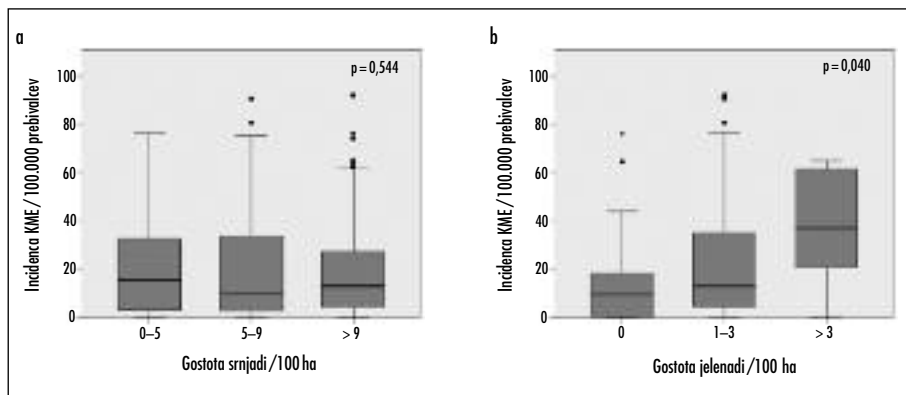 a
p = 0,544
Incidenca KME / 100.000 prebivalcev
100
80
60
40
20
0
0–5
5–9
> 9
Gostota srnjadi / 100 ha
b
p = 0,040
Incidenca KME / 100.000 prebivalcev
100
80
60
40
20
0
0
1–3
> 3
Gostota jelenadi / 100 ha